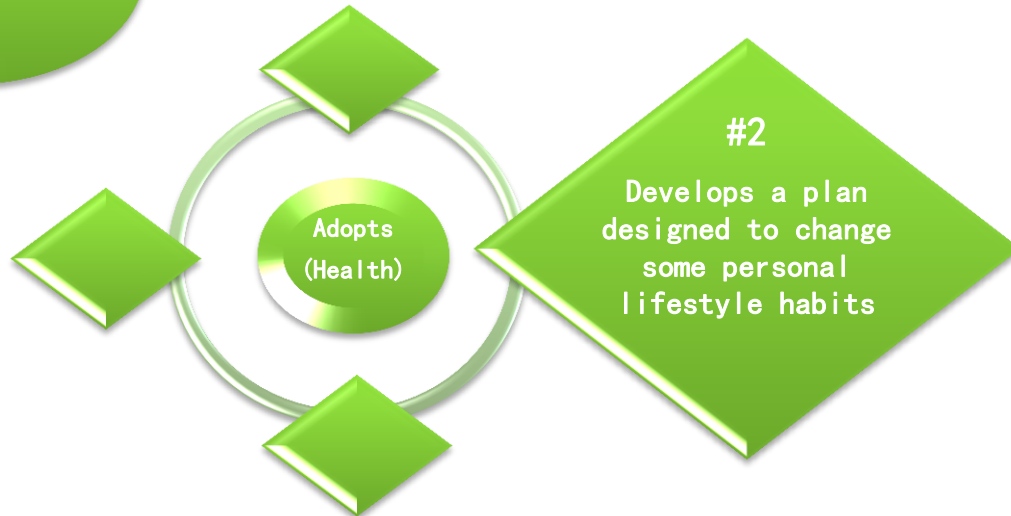 Adopts
(Health)
#2
Develops a plan
designed to change
some personal
lifestyle habits